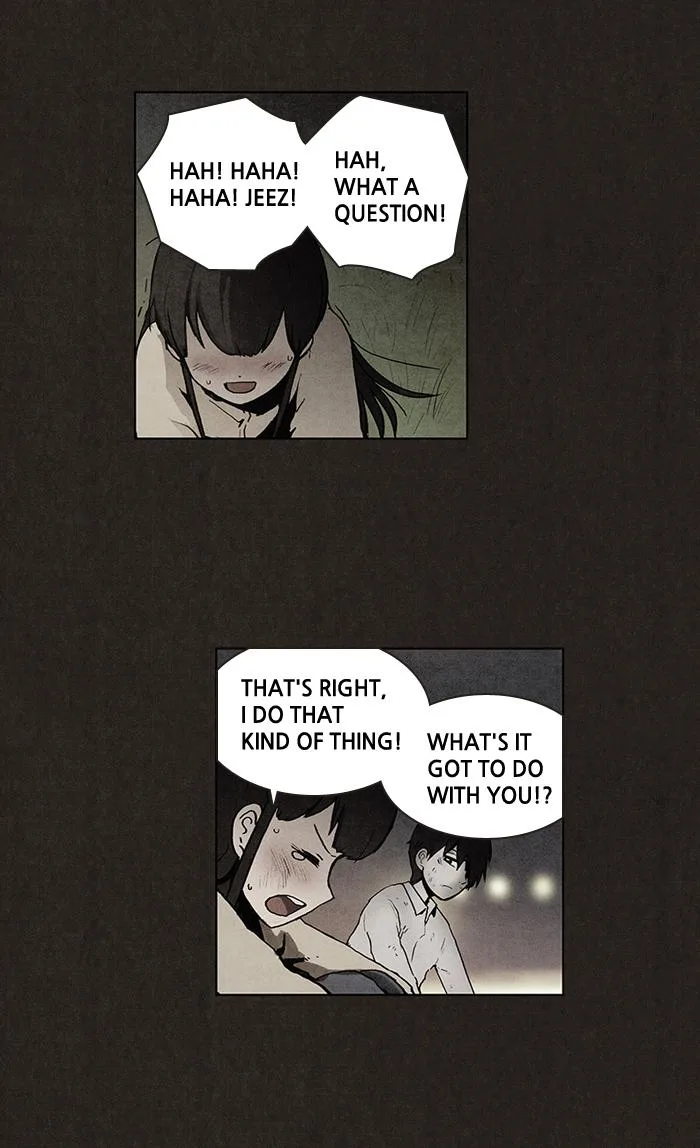 HAH! HAHA!
HAHA! JEEZ!
HAH,
WHAT A
QUESTION!
THAT'S RIGHT,
I DO THAT
KIND OF THING!
WHAT'S IT
GOT TO DO
WITH YOU!?